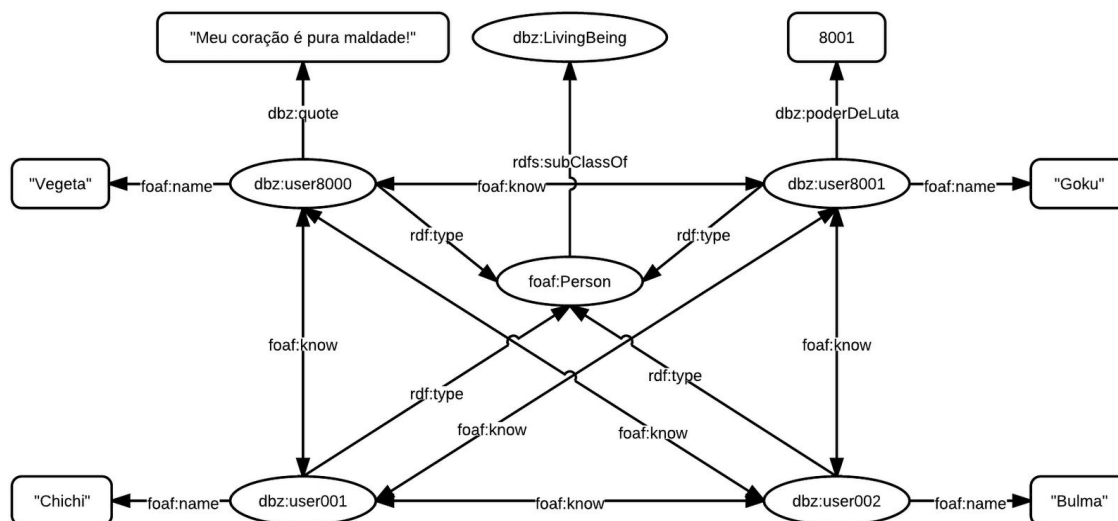 "Meu coração é pura maldade!"
dbz:LivingBeing
8001
dbz:quote
dbz:poderDeLuta
rdfs:subClassOf
"Vegeta"
foaf:name
dbz:user8000
foaf:know
dbz:user8001
foaf:name
"Goku"
rdf:type
rdf:type
foaf:Person
foaf:know
foaf:know
rdf:type
rdf:type
foaf:know
foaf:know
"Chichi"
foaf:name
dbz:user001
foaf:know
dbz:user002
foaf:name
"Bulma"